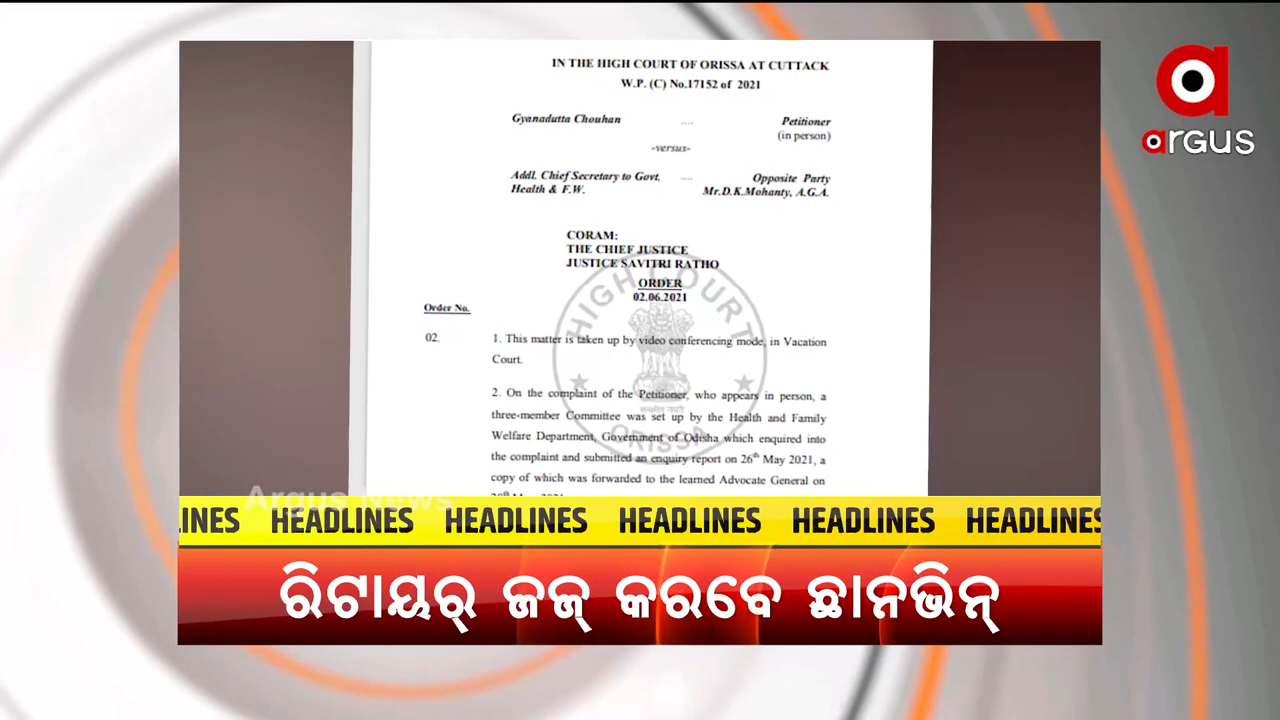 IN THE HIGH COURT OF ORISSA AT CUTTACK
W.P. (C) No.17152 of 2021
Gyanadutta Chouhan .... Petitioner
(in person)
-versus-
Addl. Chief Secretary to Govt. .... Opposite Party
Health & F.W. Mr.D.K.Mohanty, A.G.A.
CORAM:
THE CHIEF JUSTICE
JUSTICE SAVITRI RATHO
ORDER
02.06.2021
Order No.
02. 1. This matter is taken up by video conferencing mode, in Vacation
Court.
2. On the complaint of the Petitioner, who appears in person, a
three-member Committee was set up by the Health and Family
Welfare Department, Government of Odisha which enquired into
the complaint and submitted an enquiry report on 26th May 2021, a
copy of which was forwarded to the learned Advocate General on
HIGH COURT
ORISSA
argus
Argus News
LINES HEADLINES HEADLINES HEADLINES HEADLINES HEADLINES
ରିଟାୟର୍ ଜଜ୍ କରବେ ଛାନଭିନ୍